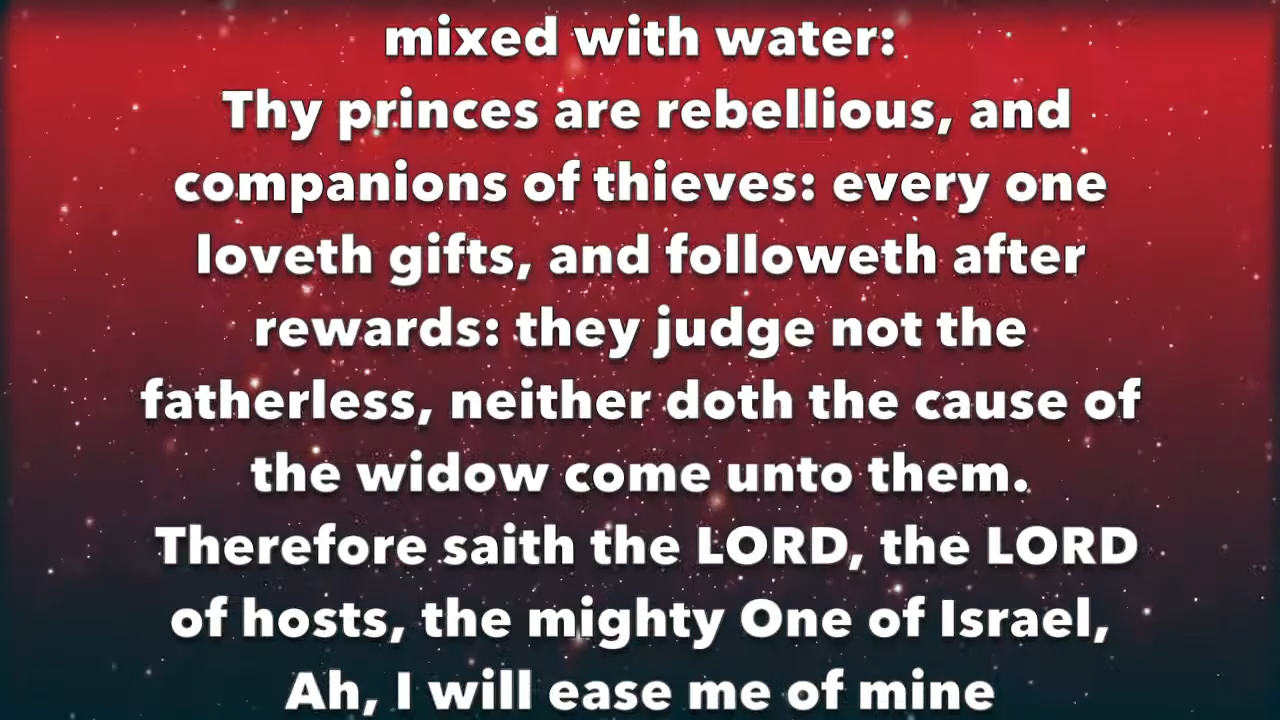 mixed with water:
Thy princes are rebellious, and
companions of thieves: every one
loveth gifts, and followeth after
rewards: they judge not the
fatherless, neither doth the cause of
the widow come unto them.
Therefore saith the LORD, the LORD
of hosts, the mighty One of Israel,
Ah, I will ease me of mine